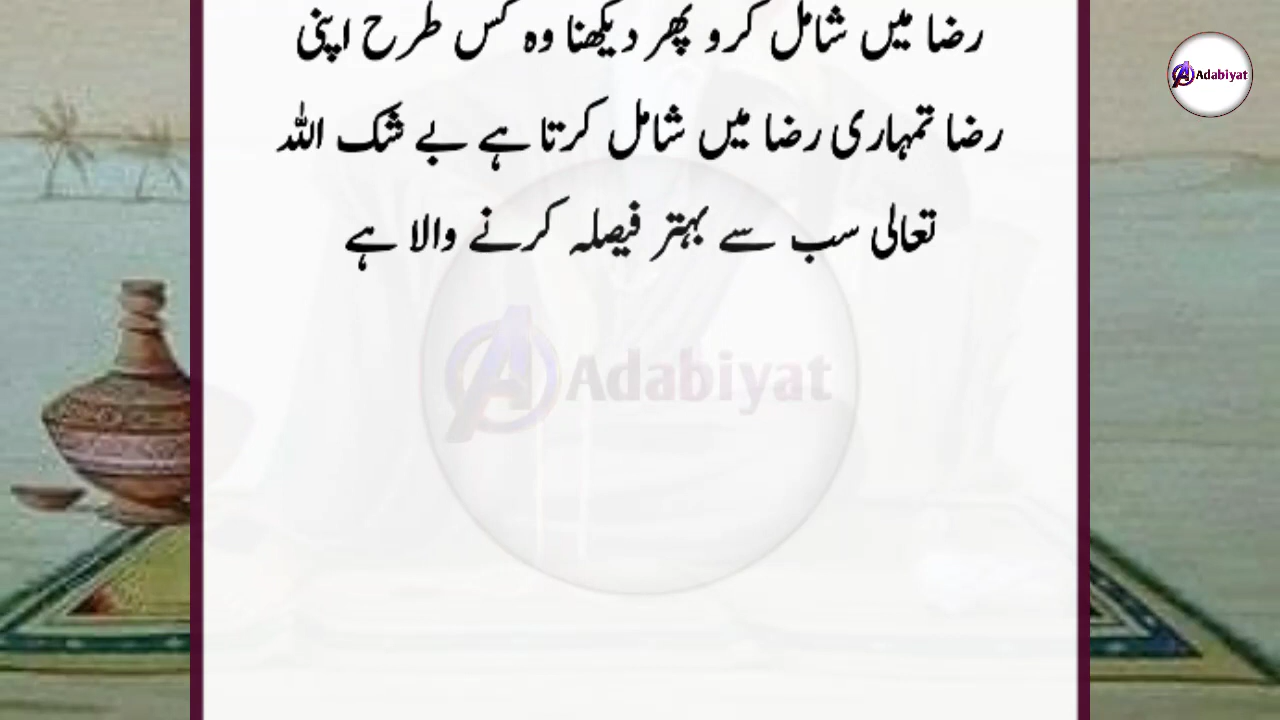 رضا میں شامل کرو پھر دیکھنا وہ کس طرح اپنی
رضا تمہاری رضا میں شامل کرتا ہے بے شک اللہ
تعالی سب سے بہتر فیصلہ کرنے والا ہے
Adabiyat
Adabiyat